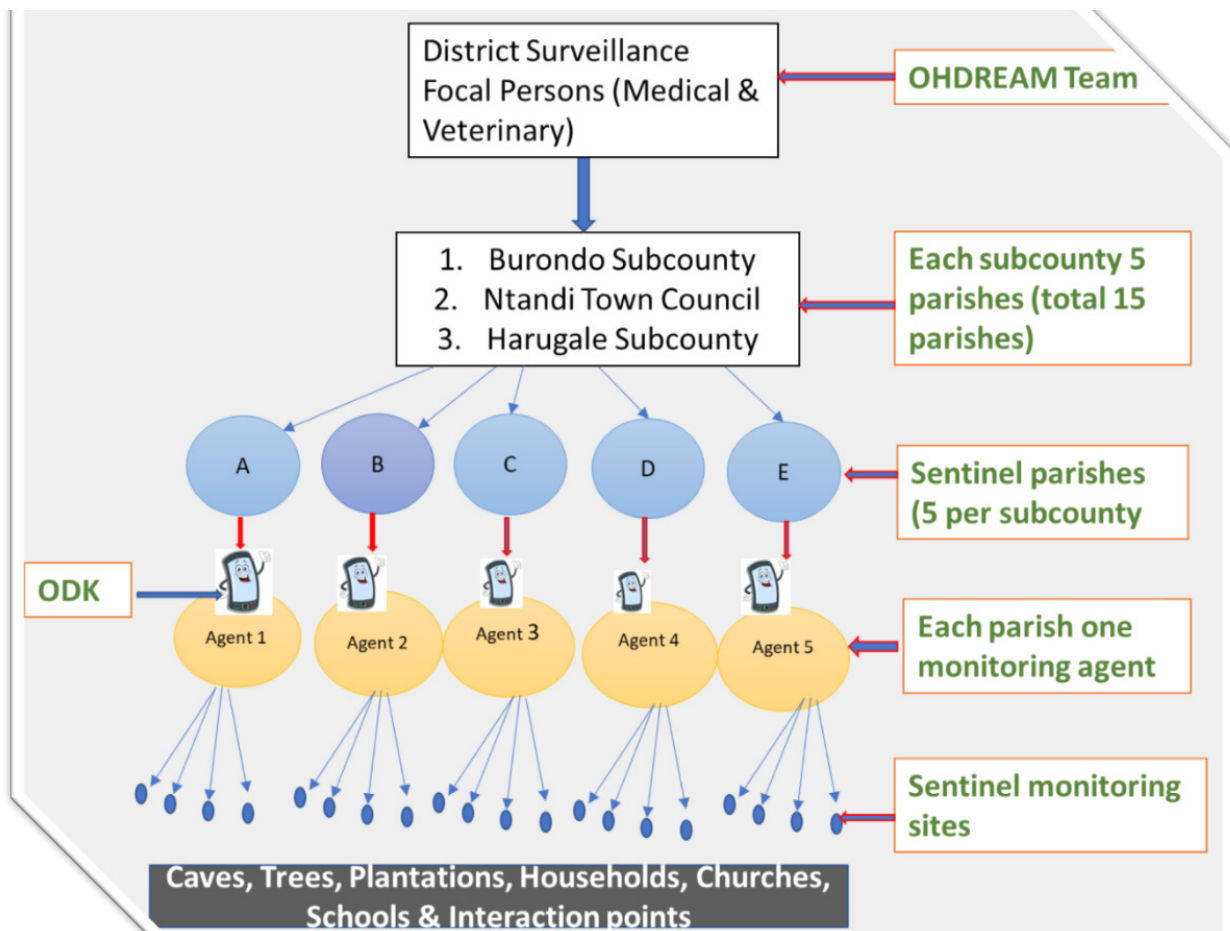 District Surveillance
Focal Persons (Medical &
Veterinary)
OHDREAM Team
1. Burondo Subcounty
2. Ntandi Town Council
3. Harugale Subcounty
Each subcounty 5
parishes (total 15
parishes)
A
B
C
D
E
Sentinel parishes
(5 per subcounty
ODK
Agent 1
Agent 2
Agent 3
Agent 4
Agent 5
Each parish one
monitoring agent
Sentinel monitoring
sites
Caves, Trees, Plantations, Households, Churches,
Schools & Interaction points